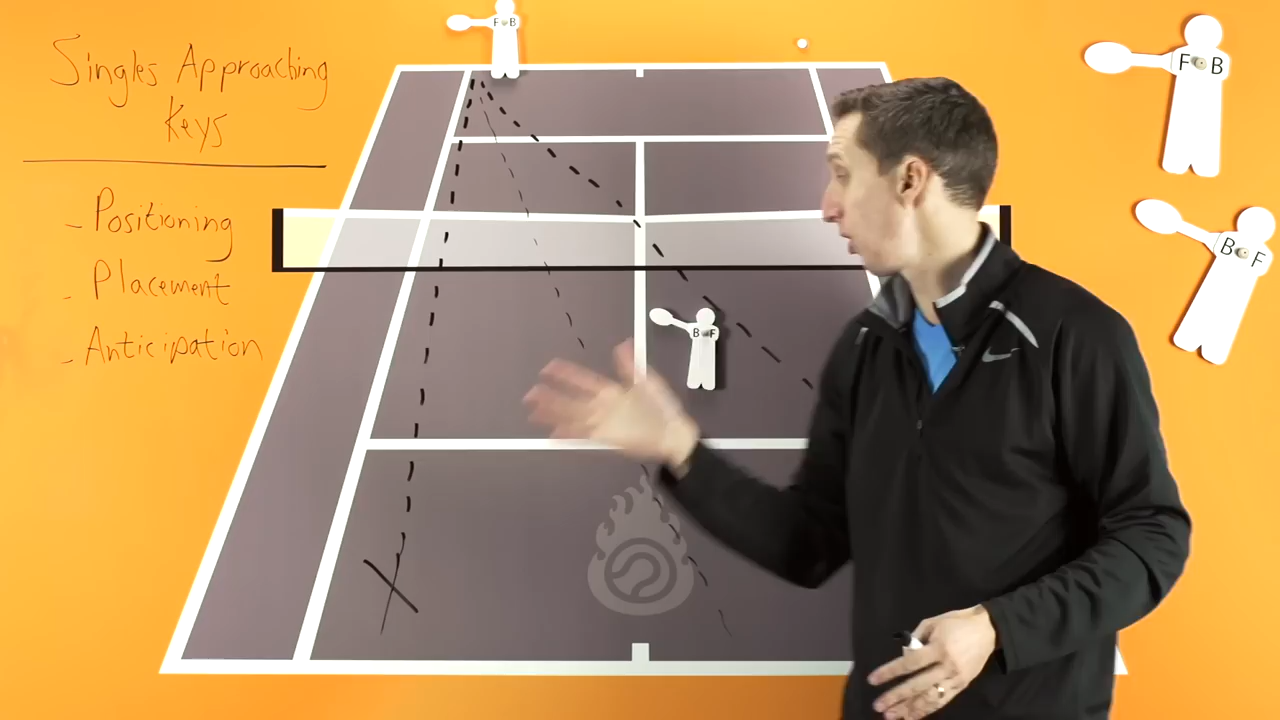 Singles Approaching
Keys
- Positioning
- Placement
- Anticipation
F B
F B
B F
B F
X